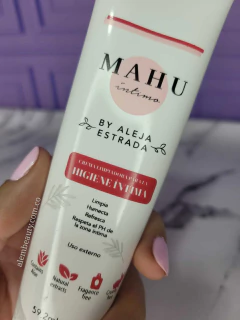 MAHU
íntimo
BY ALEJA
ESTRADA
HIGIENE ÍNTIMA
Limpia
Humecta
Refresca
Respeta el PH de
la zona íntima
Uso externo
Natural
extracts
Fragance
free
alembeauty.com.co